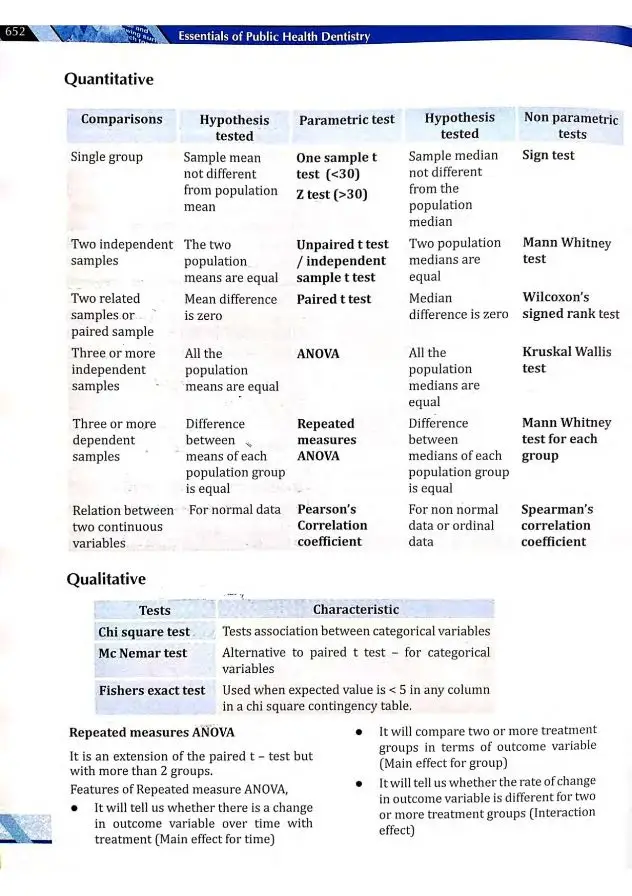 652
Essentials of Public Health Dentistry
Quantitative
Comparisons Hypothesis tested Parametric test Hypothesis tested Non parametric tests
Single group Sample mean not different from population mean One sample t test (<30) Z test (>30) Sample median not different from the population median Sign test
Two independent samples The two population means are equal Unpaired t test / independent sample t test Two population medians are equal Mann Whitney test
Two related samples or paired sample Mean difference is zero Paired t test Median difference is zero Wilcoxon's signed rank test
Three or more independent samples All the population means are equal ANOVA All the population medians are equal Kruskal Wallis test
Three or more dependent samples Difference between means of each population group is equal Repeated measures ANOVA Difference between medians of each population group is equal Mann Whitney test for each group
Relation between two continuous variables For normal data Pearson's Correlation coefficient For non normal data or ordinal data Spearman's correlation coefficient
Qualitative
Tests Characteristic
Chi square test Tests association between categorical variables
Mc Nemar test Alternative to paired t test – for categorical
variables
Fishers exact test Used when expected value is < 5 in any column
in a chi square contingency table.
Repeated measures ANOVA
It is an extension of the paired t – test but
with more than 2 groups.
Features of Repeated measure ANOVA,
• It will tell us whether there is a change
in outcome variable over time with
treatment (Main effect for time)
• It will compare two or more treatment
groups in terms of outcome variable
(Main effect for group)
• It will tell us whether the rate of change
in outcome variable is different for two
or more treatment groups (Interaction
effect)